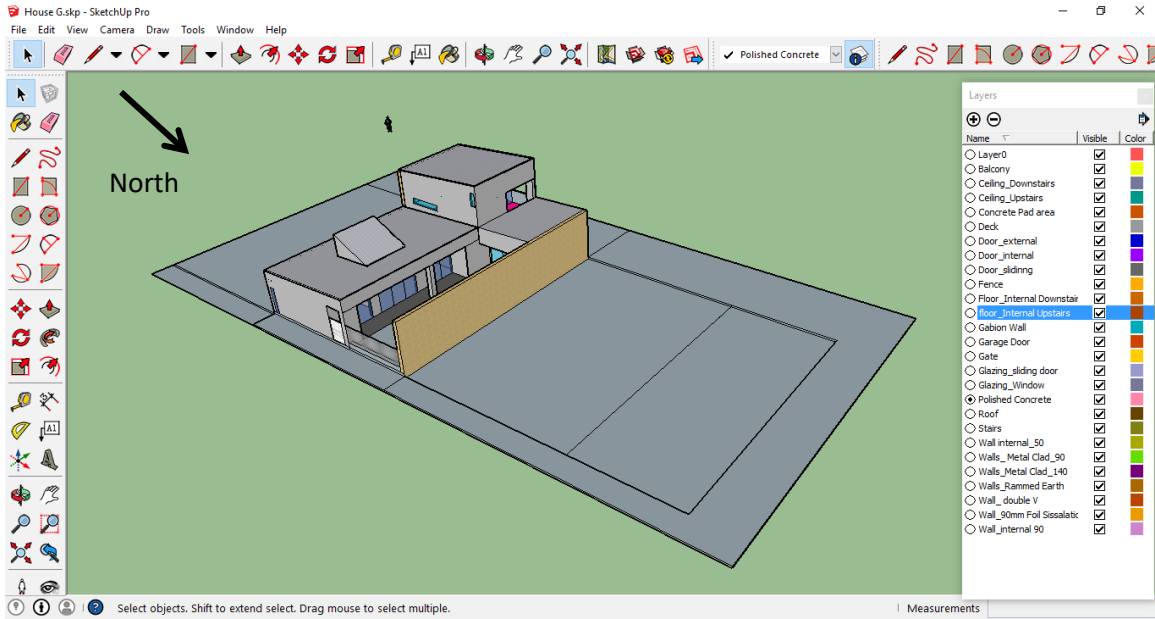 House G.skp - SketchUp Pro
File Edit View Camera Draw Tools Window Help
A1
Polished Concrete
Layers
Name Visible Color
Layer0
Balcony
Ceiling_Downstairs
Ceiling_Upstairs
Concrete Pad area
Deck
Door_external
Door_internal
Door_slidinng
Fence
Floor_Internal Downstair
floor_Internal Upstairs
Gabion Wall
Garage Door
Gate
Glazing_sliding door
Glazing_Window
Polished Concrete
Roof
Stairs
Wall internal_50
Walls_ Metal Clad_90
Walls_Metal Clad_140
Walls_Rammed Earth
Wall_ double V
Wall_90mm Foil Sissalatic
Wall_internal 90
North
A1
Select objects. Shift to extend select. Drag mouse to select multiple.
Measurements